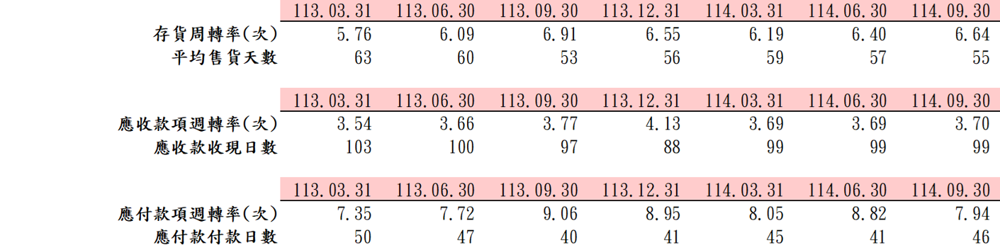 113.03.31 113.06.30 113.09.30 113.12.31 114.03.31 114.06.30 114.09.30
存貨周轉率(次) 5.76 6.09 6.91 6.55 6.19 6.40 6.64
平均售貨天數 63 60 53 56 59 57 55
113.03.31 113.06.30 113.09.30 113.12.31 114.03.31 114.06.30 114.09.30
應收款項週轉率(次) 3.54 3.66 3.77 4.13 3.69 3.69 3.70
應收款收現日數 103 100 97 88 99 99 99
113.03.31 113.06.30 113.09.30 113.12.31 114.03.31 114.06.30 114.09.30
應付款項週轉率(次) 7.35 7.72 9.06 8.95 8.05 8.82 7.94
應付款付款日數 50 47 40 41 45 41 46